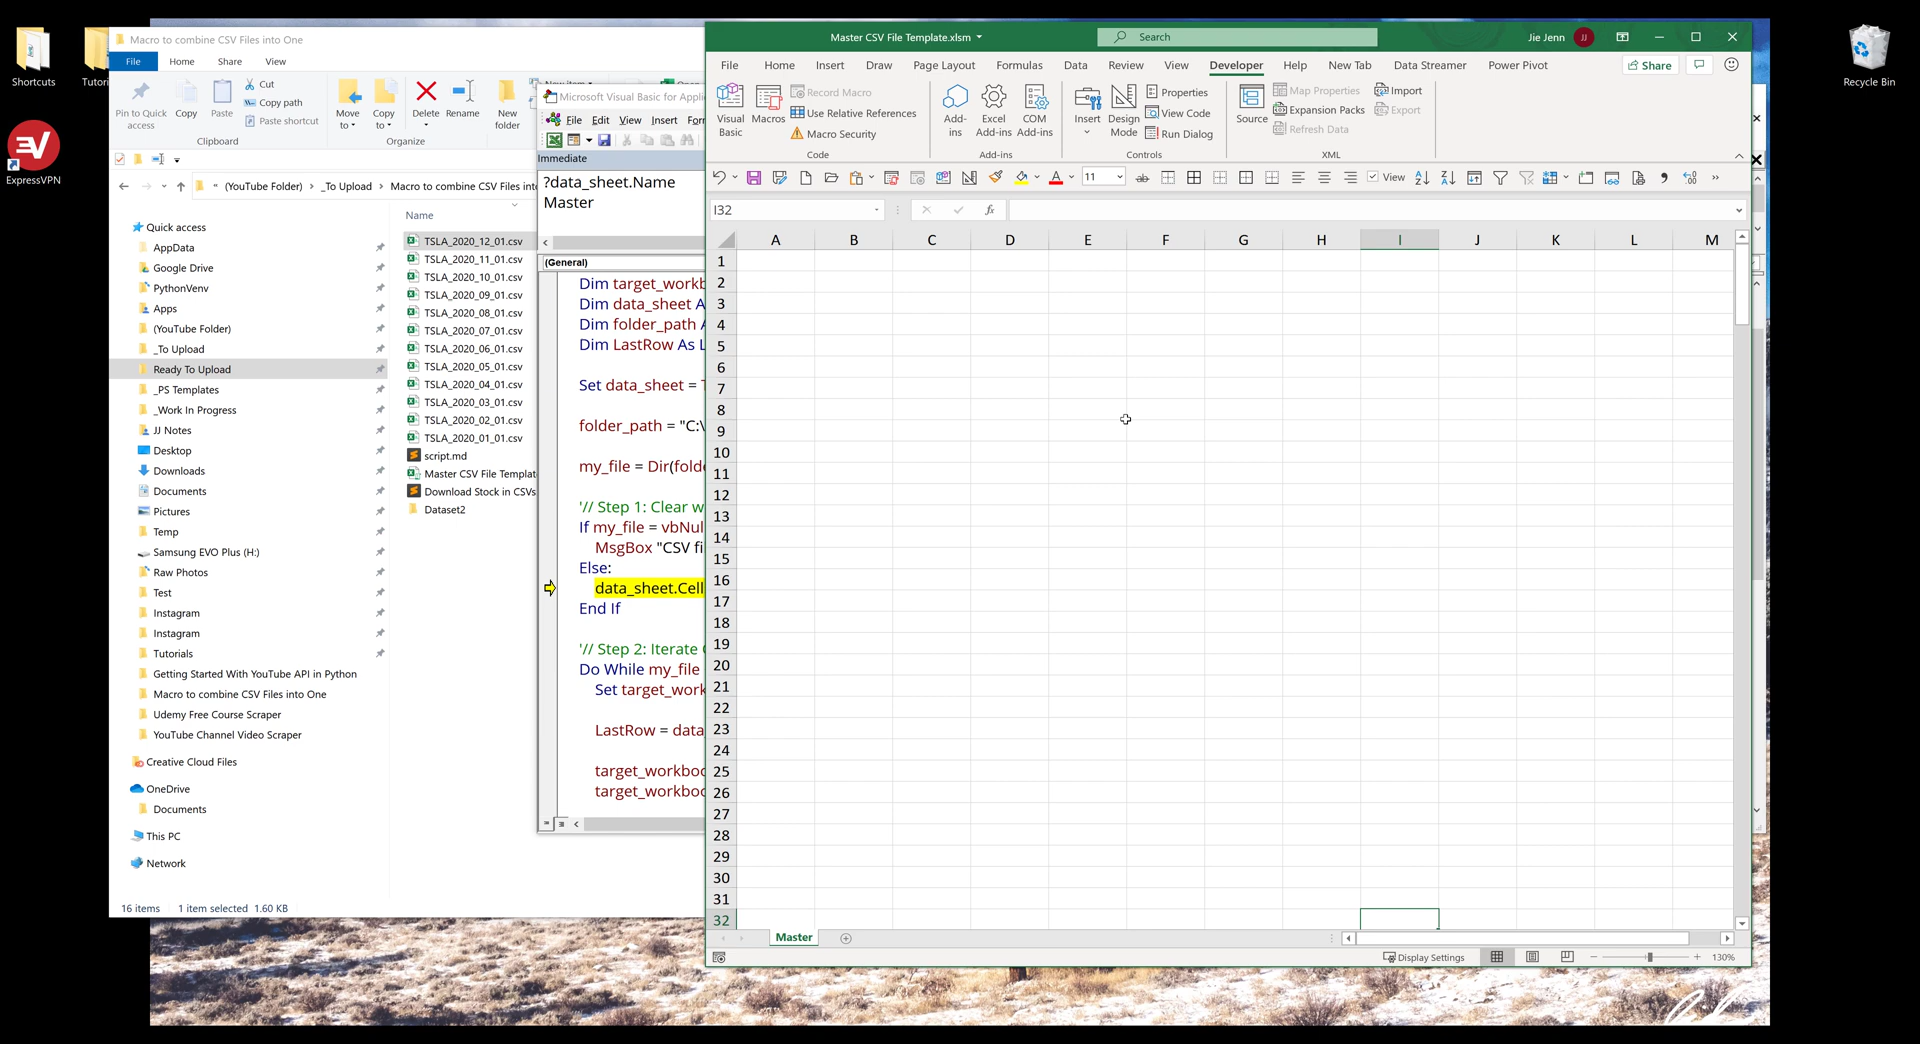 Shortcuts
Tutori
ExpressVPN
Recycle Bin
Macro to combine CSV Files into One
File Home Share View
Pin to Quick access
Copy
Paste
Cut
Copy path
Paste shortcut
Clipboard
Move to
Copy to
Delete
Rename
Organize
New folder
(YouTube Folder) › _To Upload › Macro to combine CSV Files int
Name
Quick access
AppData
Google Drive
PythonVenv
Apps
(YouTube Folder)
_To Upload
Ready To Upload
_PS Templates
_Work In Progress
JJ Notes
Desktop
Downloads
Documents
Pictures
Temp
Samsung EVO Plus (H:)
Raw Photos
Test
Instagram
Instagram
Tutorials
Getting Started With YouTube API in Python
Macro to combine CSV Files into One
Udemy Free Course Scraper
YouTube Channel Video Scraper
Creative Cloud Files
OneDrive
Documents
This PC
Network
TSLA_2020_12_01.csv
TSLA_2020_11_01.csv
TSLA_2020_10_01.csv
TSLA_2020_09_01.csv
TSLA_2020_08_01.csv
TSLA_2020_07_01.csv
TSLA_2020_06_01.csv
TSLA_2020_05_01.csv
TSLA_2020_04_01.csv
TSLA_2020_03_01.csv
TSLA_2020_02_01.csv
TSLA_2020_01_01.csv
script.md
Master CSV File Templat
Download Stock in CSVs
Dataset2
16 items 1 item selected 1.60 KB
Microsoft Visual Basic for Appli
File Edit View Insert For
Immediate
?data_sheet.Name
Master
(General)
Dim target_workb
Dim data_sheet A
Dim folder_path A
Dim LastRow As L
Set data_sheet = T
folder_path = "C:\
my_file = Dir(folde
'// Step 1: Clear w
If my_file = vbNul
MsgBox "CSV fi
Else:
data_sheet.Cell
End If
'// Step 2: Iterate
Do While my_file
Set target_work
LastRow = data
target_workboo
target_workboo
Master CSV File Template.xlsm
Search
Jie Jenn JJ
File Home Insert Draw Page Layout Formulas Data Review View Developer Help New Tab Data Streamer Power Pivot
Share
Visual Basic
Macros
Record Macro
Use Relative References
Macro Security
Code
Add-ins
Excel Add-ins
COM Add-ins
Add-ins
Insert
Design Mode
Properties
View Code
Run Dialog
Controls
Source
Map Properties
Expansion Packs
Refresh Data
Import
Export
XML
11
View
I32
fx
A B C D E F G H I J K L M
1
2
3
4
5
6
7
8
9
10
11
12
13
14
15
16
17
18
19
20
21
22
23
24
25
26
27
28
29
30
31
32
Master
Display Settings
130%